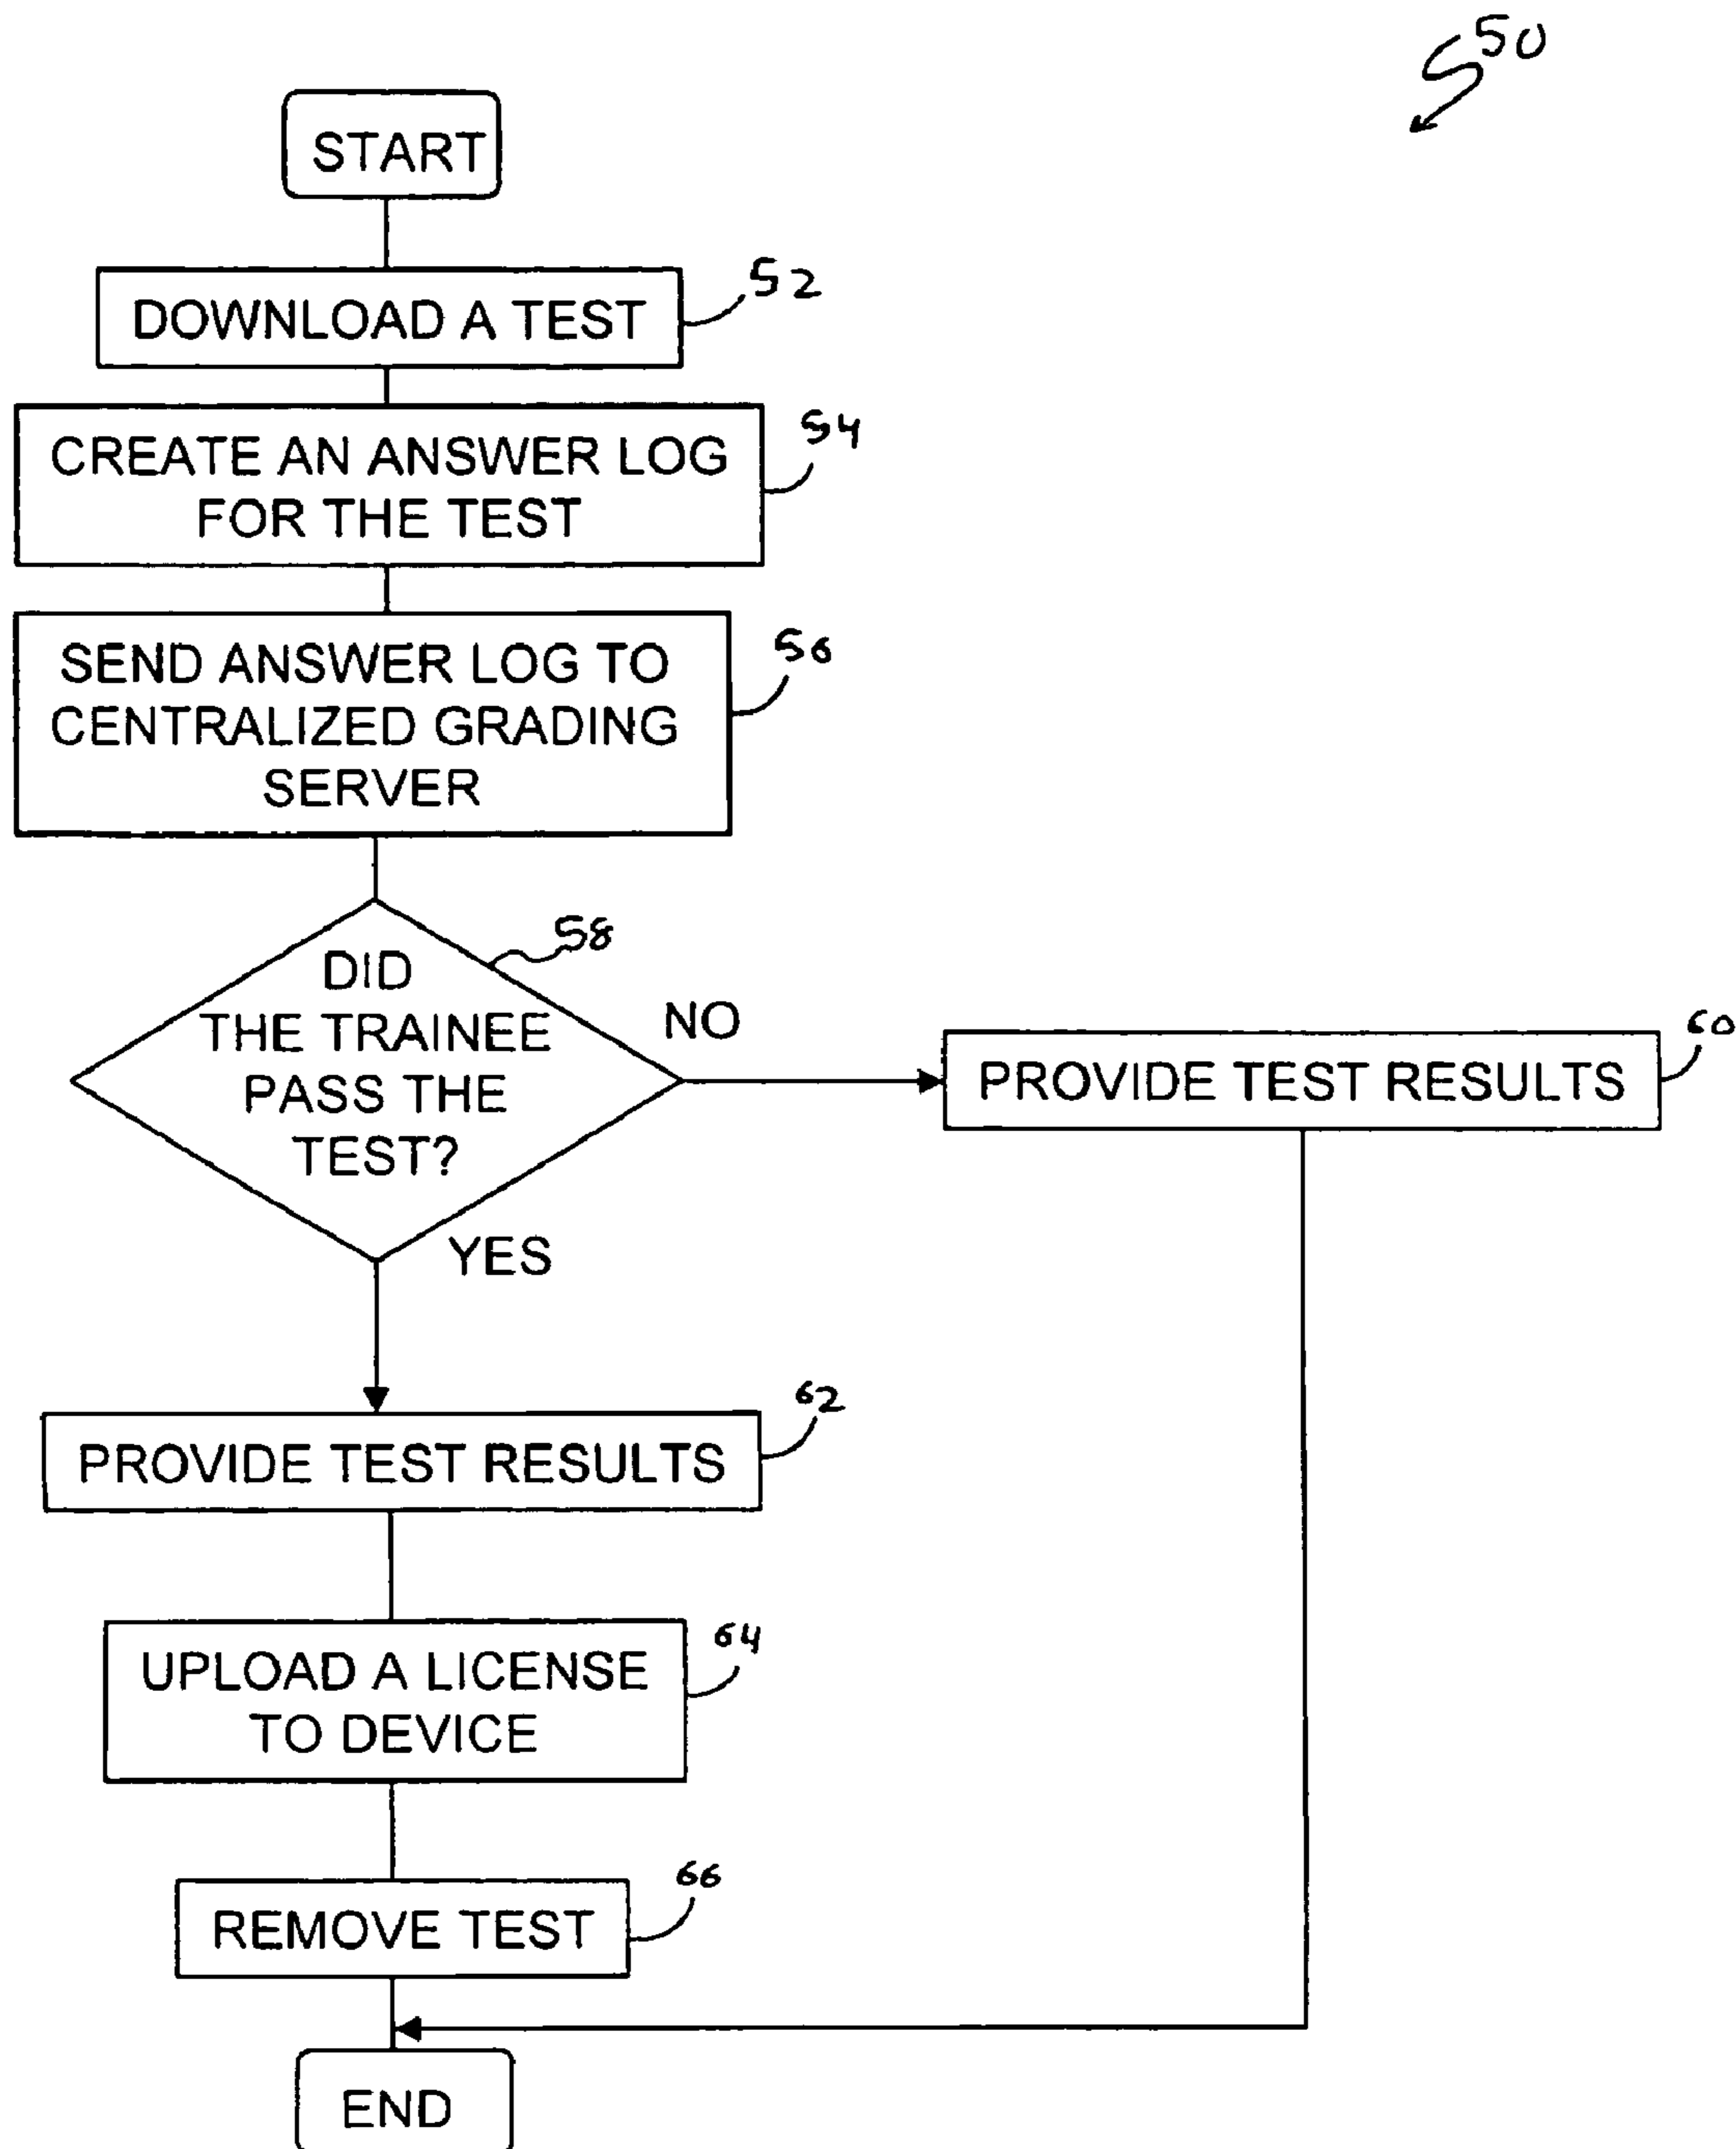 50
START
DOWNLOAD A TEST
52
CREATE AN ANSWER LOG
FOR THE TEST
54
SEND ANSWER LOG TO
CENTRALIZED GRADING
SERVER
56
DID
THE TRAINEE
PASS THE
TEST?
58
NO
PROVIDE TEST RESULTS
60
YES
PROVIDE TEST RESULTS
62
UPLOAD A LICENSE
TO DEVICE
64
REMOVE TEST
66
END